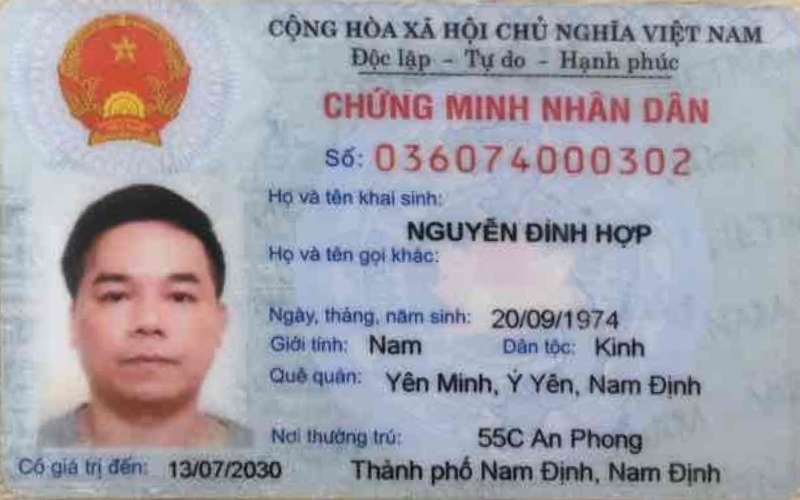 CỘNG HÒA XÃ HỘI CHỦ NGHĨA VIỆT NAM
Độc lập - Tự do - Hạnh phúc
CHỨNG MINH NHÂN DÂN
Số: 036074000302
Họ và tên khai sinh:
NGUYỄN ĐÌNH HỢP
Họ và tên gọi khác:
Ngày, tháng, năm sinh: 20/09/1974
Giới tính: Nam Dân tộc: Kinh
Quê quán: Yên Minh, Ý Yên, Nam Định
Nơi thường trú: 55C An Phong
Thành phố Nam Định, Nam Định
Có giá trị đến: 13/07/2030